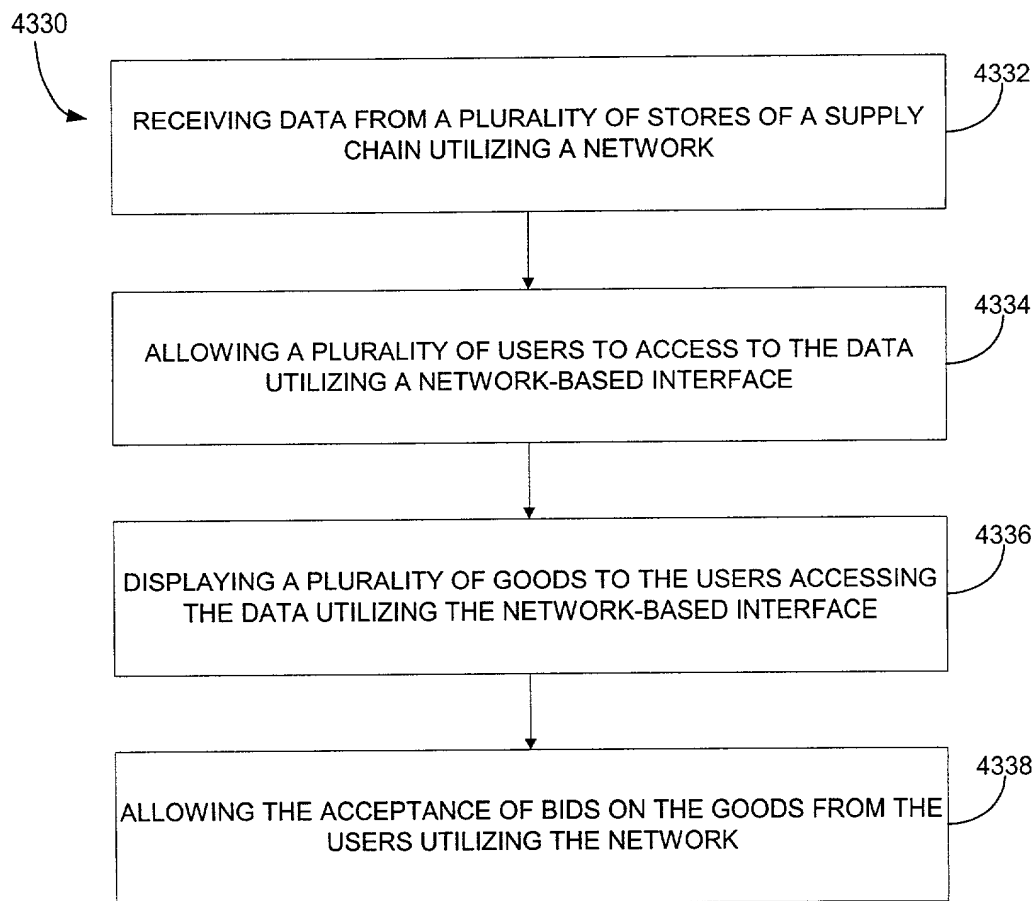 4330
4332
RECEIVING DATA FROM A PLURALITY OF STORES OF A SUPPLY
CHAIN UTILIZING A NETWORK
4334
ALLOWING A PLURALITY OF USERS TO ACCESS TO THE DATA
UTILIZING A NETWORK-BASED INTERFACE
4336
DISPLAYING A PLURALITY OF GOODS TO THE USERS ACCESSING
THE DATA UTILIZING THE NETWORK-BASED INTERFACE
4338
ALLOWING THE ACCEPTANCE OF BIDS ON THE GOODS FROM THE
USERS UTILIZING THE NETWORK